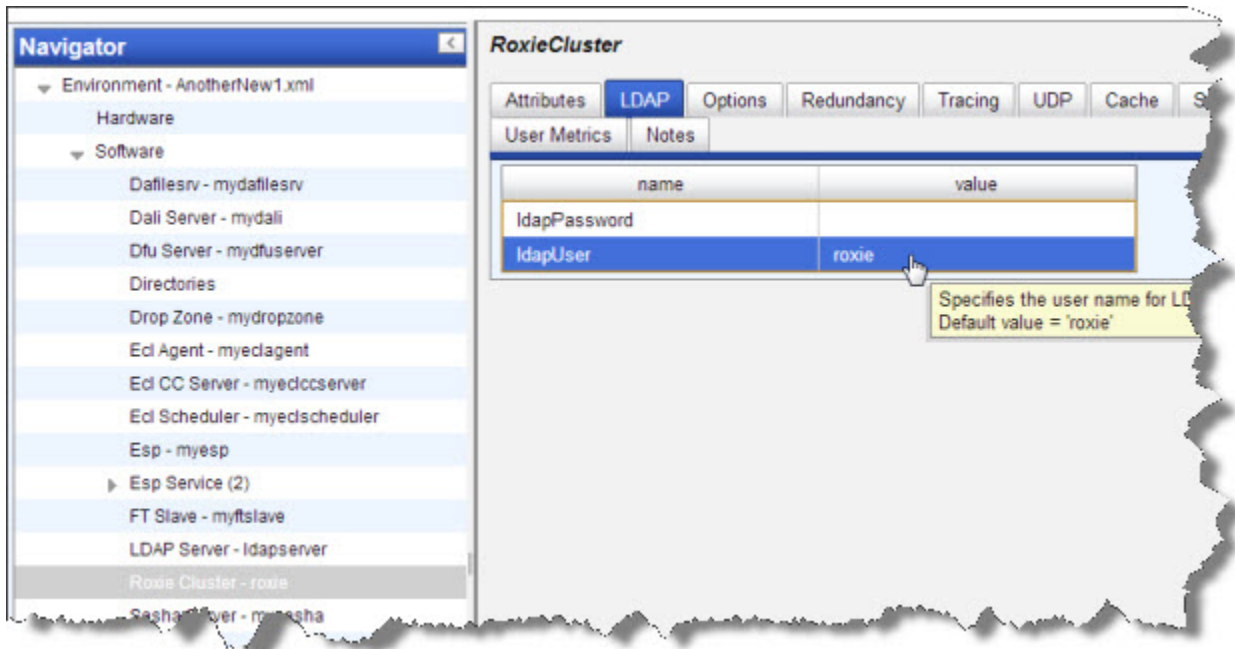 Navigator
Environment - AnotherNew1.xml
Hardware
Software
Dafilesrv - mydafilesrv
Dali Server - mydali
Dfu Server - mydfuserver
Directories
Drop Zone - mydropzone
Ecl Agent - myeclagent
Ecl CC Server - myeclccserver
Ecl Scheduler - myeclscheduler
Esp - myesp
Esp Service (2)
FT Slave - myftslave
LDAP Server - ldapserver
Roxie Cluster - roxie
RoxieCluster
Attributes LDAP Options Redundancy Tracing UDP Cache
User Metrics Notes
name value
ldapPassword
ldapUser roxie
Specifies the user name for
Default value = 'roxie'